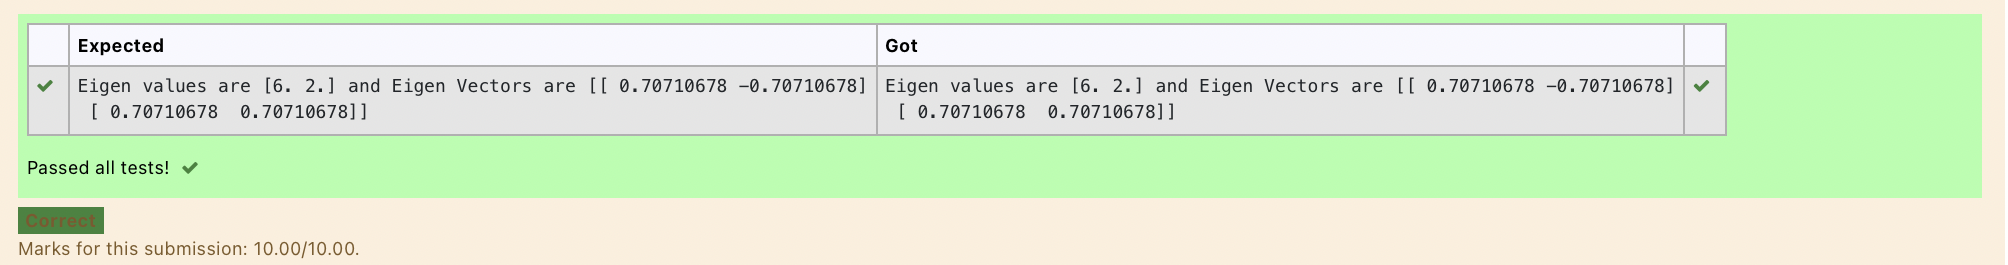 Expected Got
Eigen values are [6. 2.] and Eigen Vectors are [[ 0.70710678 -0.70710678] Eigen values are [6. 2.] and Eigen Vectors are [[ 0.70710678 -0.70710678]
[ 0.70710678  0.70710678]] [ 0.70710678  0.70710678]]
Passed all tests!
Correct
Marks for this submission: 10.00/10.00.